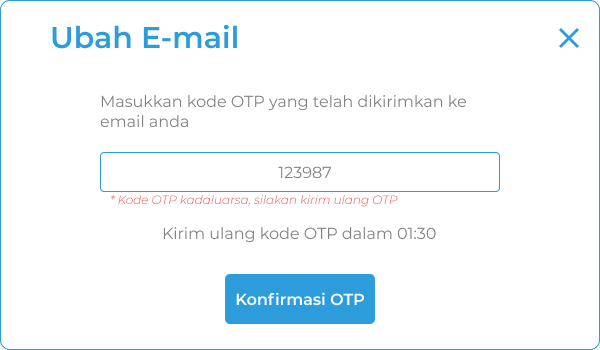 Ubah E-mail
Masukkan kode OTP yang telah dikirimkan ke
email anda
123987
* Kode OTP kadaluarsa, silakan kirim ulang OTP
Kirim ulang kode OTP dalam 01:30
Konfirmasi OTP